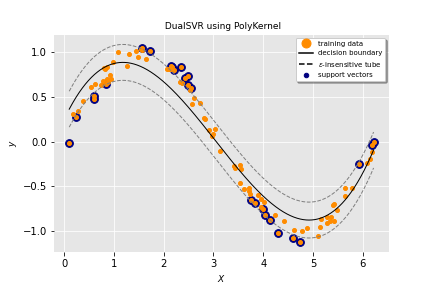 DualSVR using PolyKernel
training data
decision boundary
ε-insensitive tube
support vectors
1.0
0.5
0.0
−0.5
−1.0
y
0 1 2 3 4 5 6
X